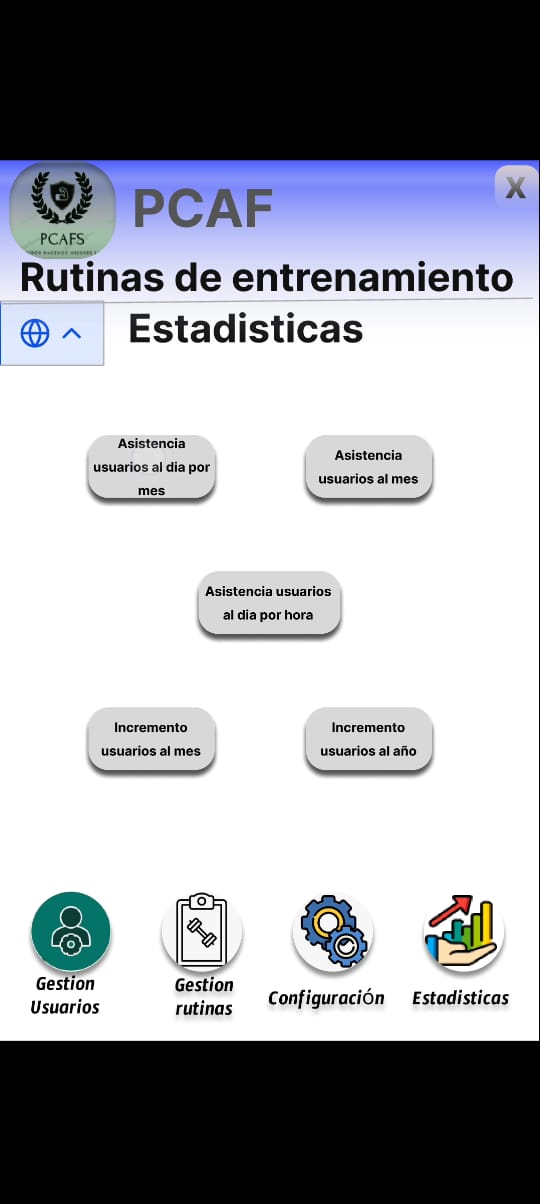 PCAF
X
PCAFS
Rutinas de entrenamiento
Estadisticas
Asistencia
usuarios al dia por
mes
Asistencia
usuarios al mes
Asistencia usuarios
al dia por hora
Incremento
usuarios al mes
Incremento
usuarios al año
Gestion
Usuarios
Gestion
rutinas
Configuración
Estadisticas